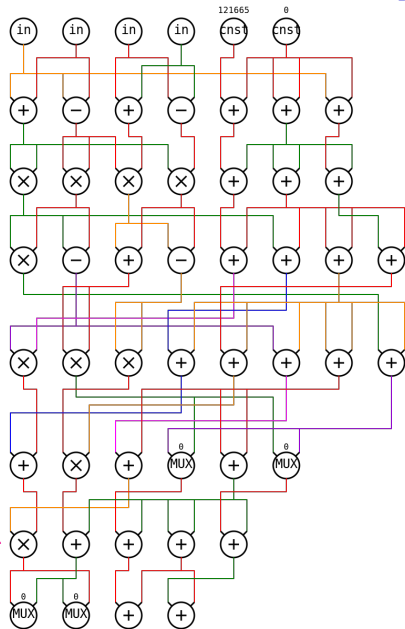 121665 0
in in in in cnst cnst
+ − + − + +
× × × × + + +
× − + − + + + +
× × × + + + + +
0 0
+ × + MUX + MUX
× + + + +
0 0
MUX MUX + +